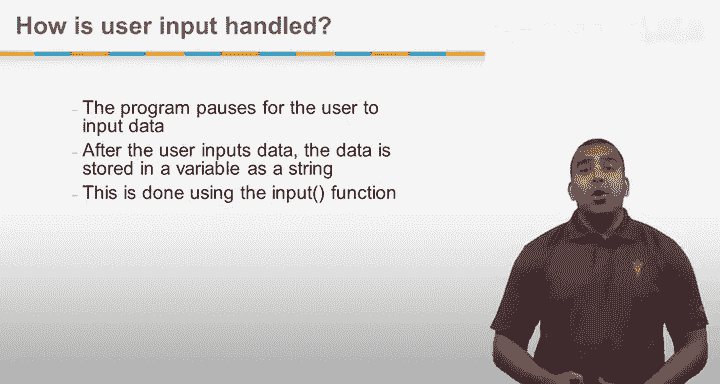 How is user input handled?
- The program pauses for the user to
input data
- After the user inputs data, the data is
stored in a variable as a string
- This is done using the input() function